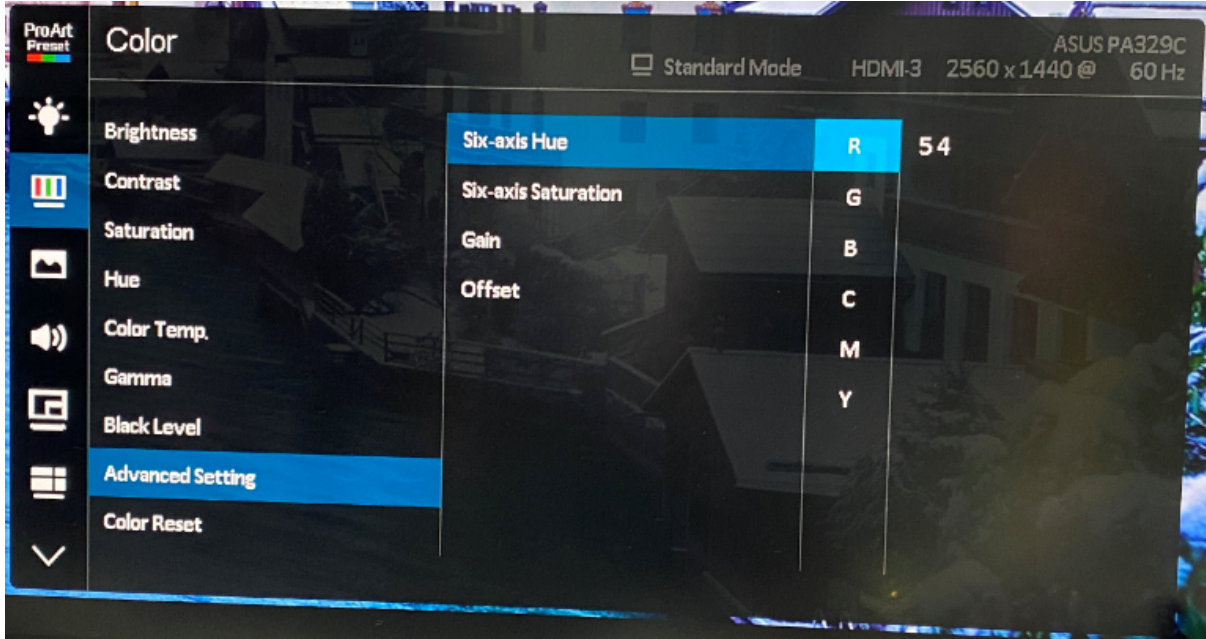 ProArt
Preset
Color
ASUS PA329C
Standard Mode HDMI-3 2560 x 1440 @ 60 Hz
Brightness
Contrast
Saturation
Hue
Color Temp.
Gamma
Black Level
Advanced Setting
Color Reset
Six-axis Hue
Six-axis Saturation
Gain
Offset
R 54
G
B
C
M
Y